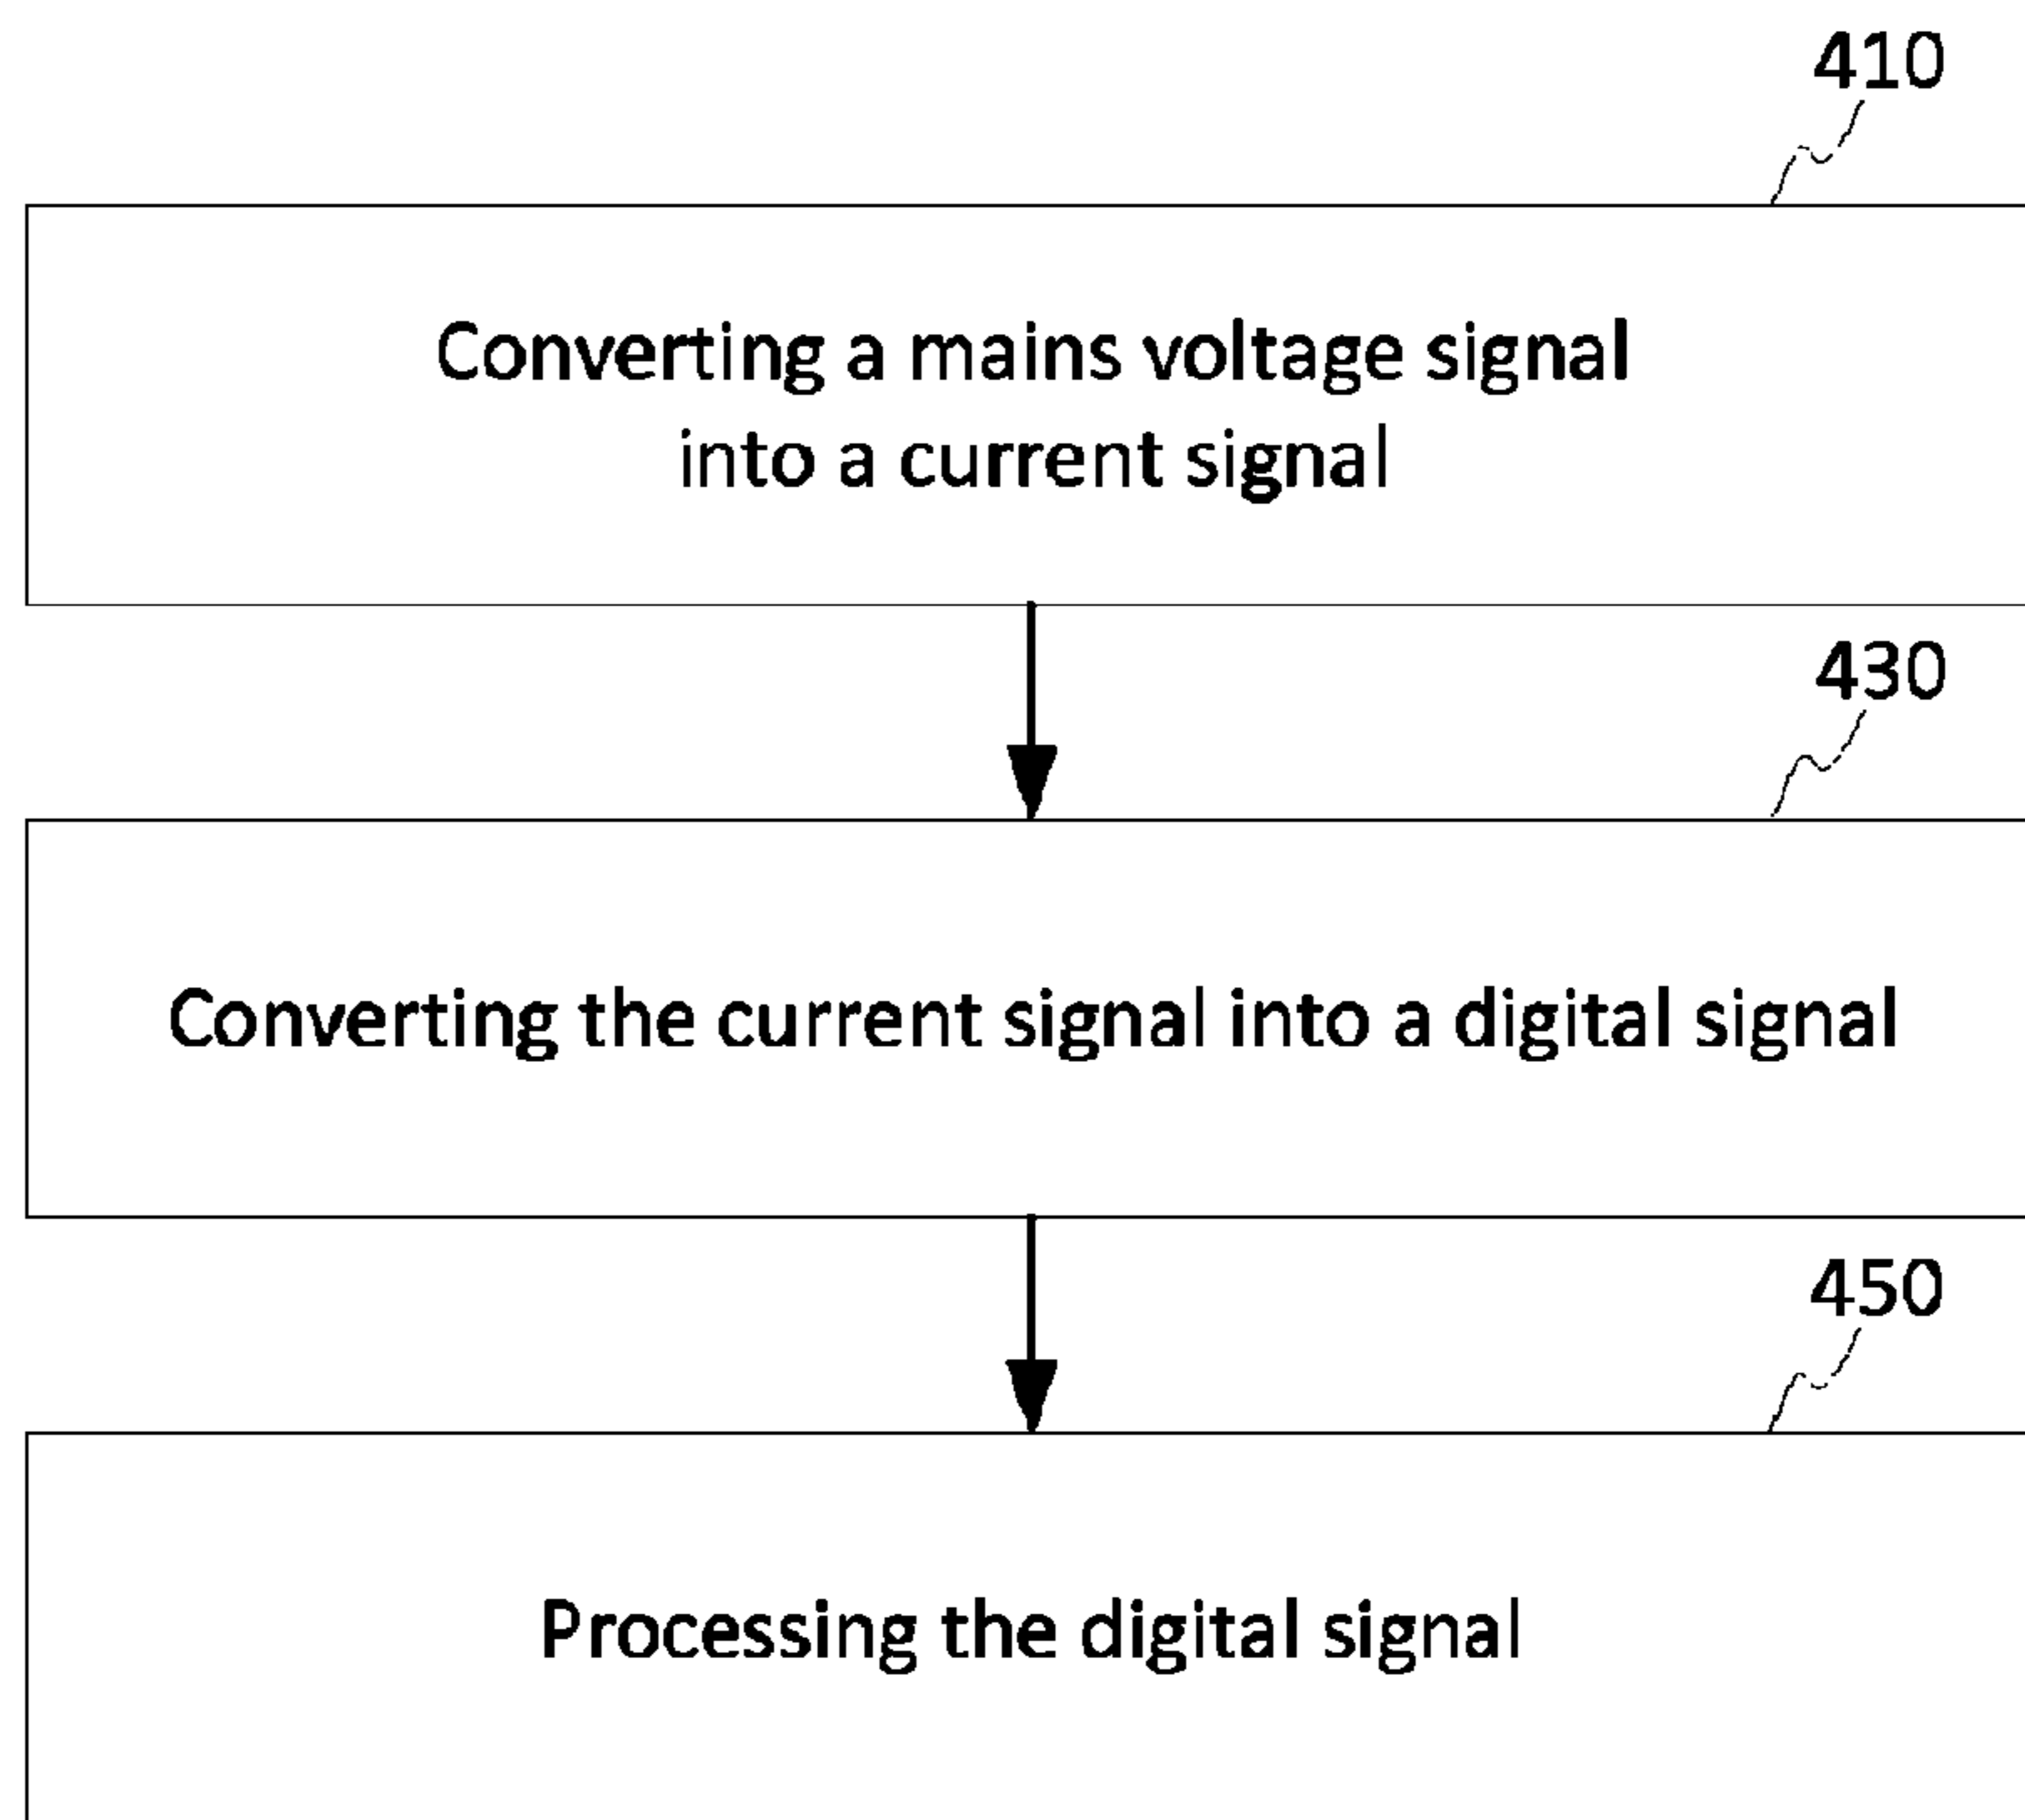 410
Converting a mains voltage signal
into a current signal
430
Converting the current signal into a digital signal
450
Processing the digital signal